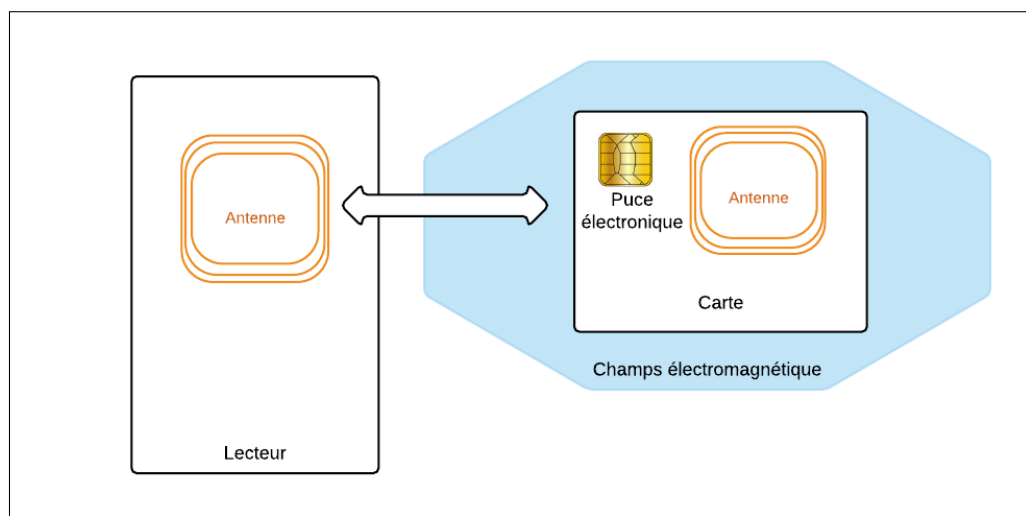 Antenne
Lecteur
Puce
électronique
Antenne
Carte
Champs électromagnétique